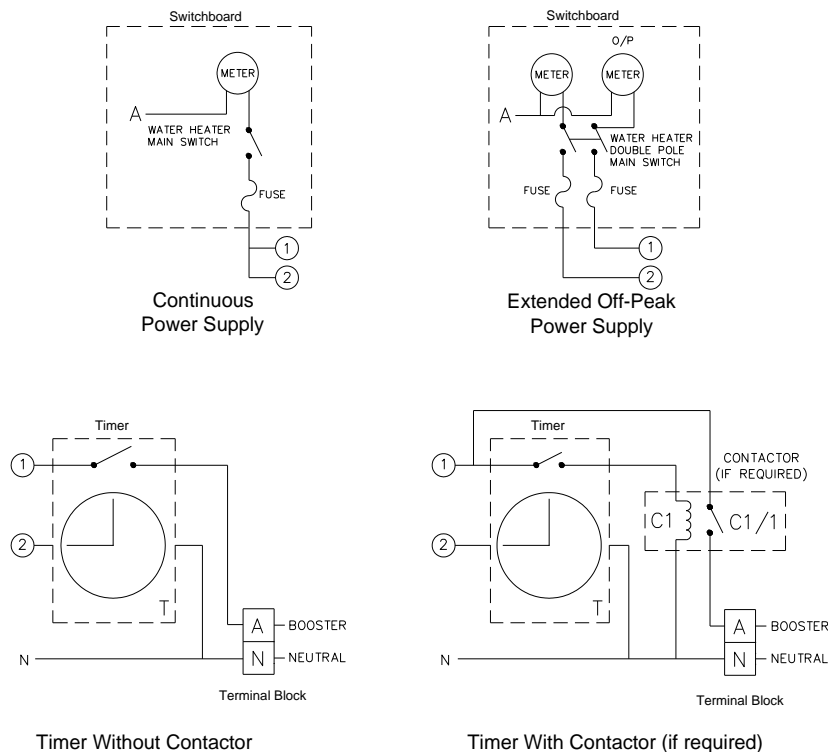 Switchboard
METER
A
WATER HEATER
MAIN SWITCH
FUSE
1
2
Continuous
Power Supply
Switchboard
O/P
METER
METER
A
WATER HEATER
DOUBLE POLE
MAIN SWITCH
FUSE
FUSE
1
2
Extended Off-Peak
Power Supply
Timer
1
2
T
A
BOOSTER
N
N
NEUTRAL
Terminal Block
Timer Without Contactor
Timer
1
CONTACTOR
(IF REQUIRED)
C1
C1/1
2
T
A
BOOSTER
N
N
NEUTRAL
Terminal Block
Timer With Contactor (if required)